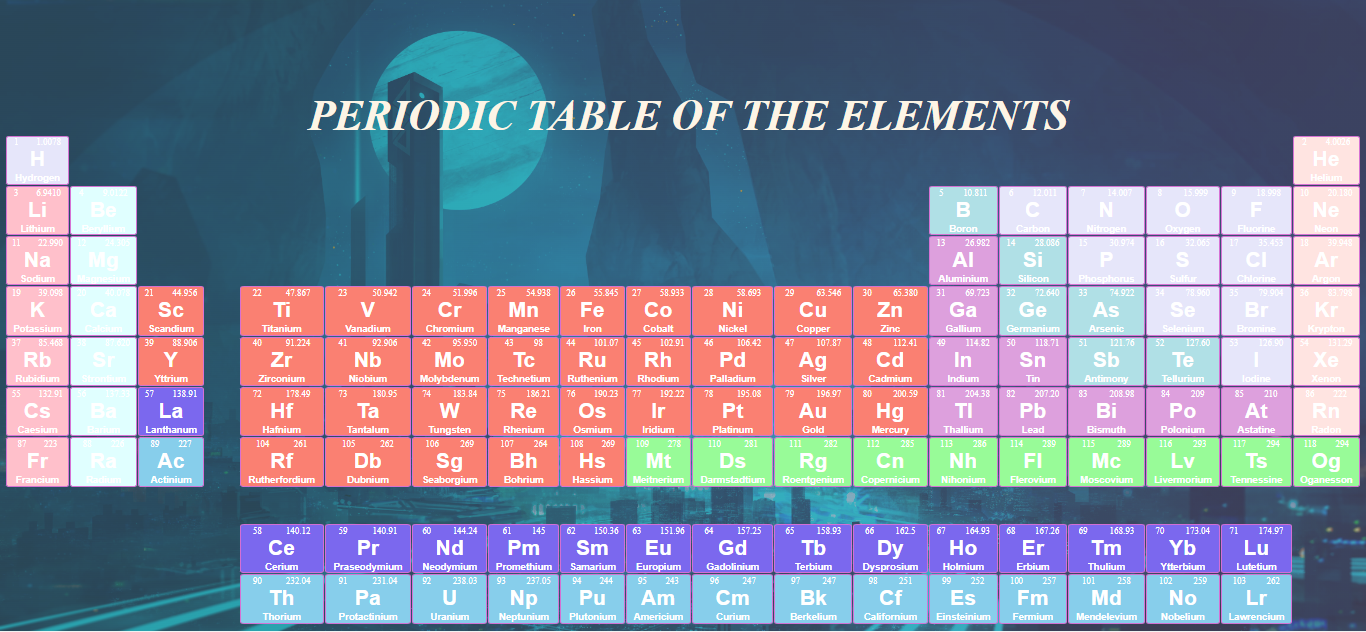 PERIODIC TABLE OF THE ELEMENTS
1 1.0078 2 4.0026
H He
Hydrogen Helium
3 6.9410 5 10.811 6 12.011 7 14.007 8 15.999 9 18.998
Li Be B C N O F Ne
Lithium Boron Carbon Nitrogen Oxygen Fluorine Neon
11 22.990 13 26.982 14 28.086 15 30.974 16 32.065 17 35.453 18 39.948
Na Mg Al Si P S Cl Ar
Sodium Aluminium Silicon Phosphorus Sulfur Chlorine Argon
19 39.098 21 44.956 22 47.867 23 50.942 24 51.996 25 54.938 26 55.845 27 58.933 28 58.693 29 63.546 30 65.380 31 69.723 32 72.640 33 74.922 34 78.960 35 79.904
K Ca Sc Ti V Cr Mn Fe Co Ni Cu Zn Ga Ge As Se Br Kr
Potassium Scandium Titanium Vanadium Chromium Manganese Iron Cobalt Nickel Copper Zinc Gallium Germanium Arsenic Selenium Bromine Krypton
37 85.468 39 88.906 40 91.224 41 92.906 42 95.950 43 98 44 101.07 45 102.91 46 106.42 47 107.87 48 112.41 49 114.82 50 118.71 51 121.76 52 127.60 53 126.90
Rb Sr Y Zr Nb Mo Tc Ru Rh Pd Ag Cd In Sn Sb Te I Xe
Rubidium Yttrium Zirconium Niobium Molybdenum Technetium Ruthenium Rhodium Palladium Silver Cadmium Indium Tin Antimony Tellurium Iodine Xenon
55 132.91 57 138.91 72 178.49 73 180.95 74 183.84 75 186.21 76 190.23 77 192.22 78 195.08 79 196.97 80 200.59 81 204.38 82 207.20 83 208.98 84 209 85 210 86 222
Cs Ba La Hf Ta W Re Os Ir Pt Au Hg Tl Pb Bi Po At Rn
Caesium Lanthanum Hafnium Tantalum Tungsten Rhenium Osmium Iridium Platinum Gold Mercury Thallium Lead Bismuth Polonium Astatine Radon
87 223 89 227 104 261 105 262 106 269 107 264 108 269 109 278 110 281 111 282 112 285 113 286 114 289 115 289 116 293 117 294 118 294
Fr Ra Ac Rf Db Sg Bh Hs Mt Ds Rg Cn Nh Fl Mc Lv Ts Og
Francium Actinium Rutherfordium Dubnium Seaborgium Bohrium Hassium Meitnerium Darmstadtium Roentgenium Copernicium Nihonium Flerovium Moscovium Livermorium Tennessine Oganesson
58 140.12 59 140.91 60 144.24 61 145 62 150.36 63 151.96 64 157.25 65 158.93 66 162.5 67 164.93 68 167.26 69 168.93 70 173.04 71 174.97
Ce Pr Nd Pm Sm Eu Gd Tb Dy Ho Er Tm Yb Lu
Cerium Praseodymium Neodymium Promethium Samarium Europium Gadolinium Terbium Dysprosium Holmium Erbium Thulium Ytterbium Lutetium
90 232.04 91 231.04 92 238.03 93 237.05 94 244 95 243 96 247 97 247 98 251 99 252 100 257 101 258 102 259 103 262
Th Pa U Np Pu Am Cm Bk Cf Es Fm Md No Lr
Thorium Protactinium Uranium Neptunium Plutonium Americium Curium Berkelium Californium Einsteinium Fermium Mendelevium Nobelium Lawrencium